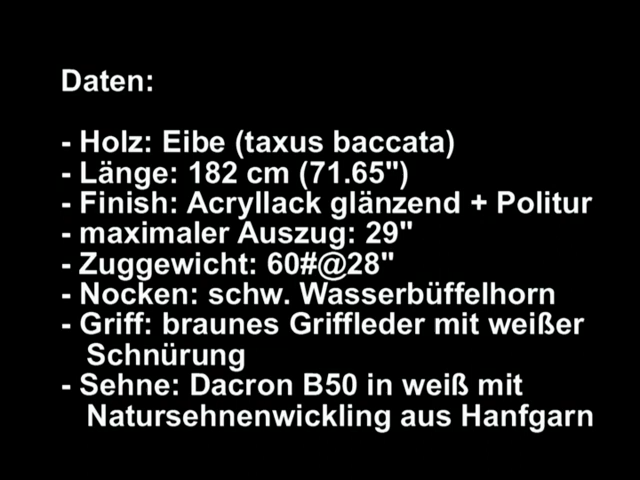 Daten:
- Holz: Eibe (taxus baccata)
- Länge: 182 cm (71.65")
- Finish: Acryllack glänzend + Politur
- maximaler Auszug: 29"
- Zuggewicht: 60#@28"
- Nocken: schw. Wasserbüffelhorn
- Griff: braunes Griffleder mit weißer
Schnürung
- Sehne: Dacron B50 in weiß mit
Natursehnenwickling aus Hanfgarn